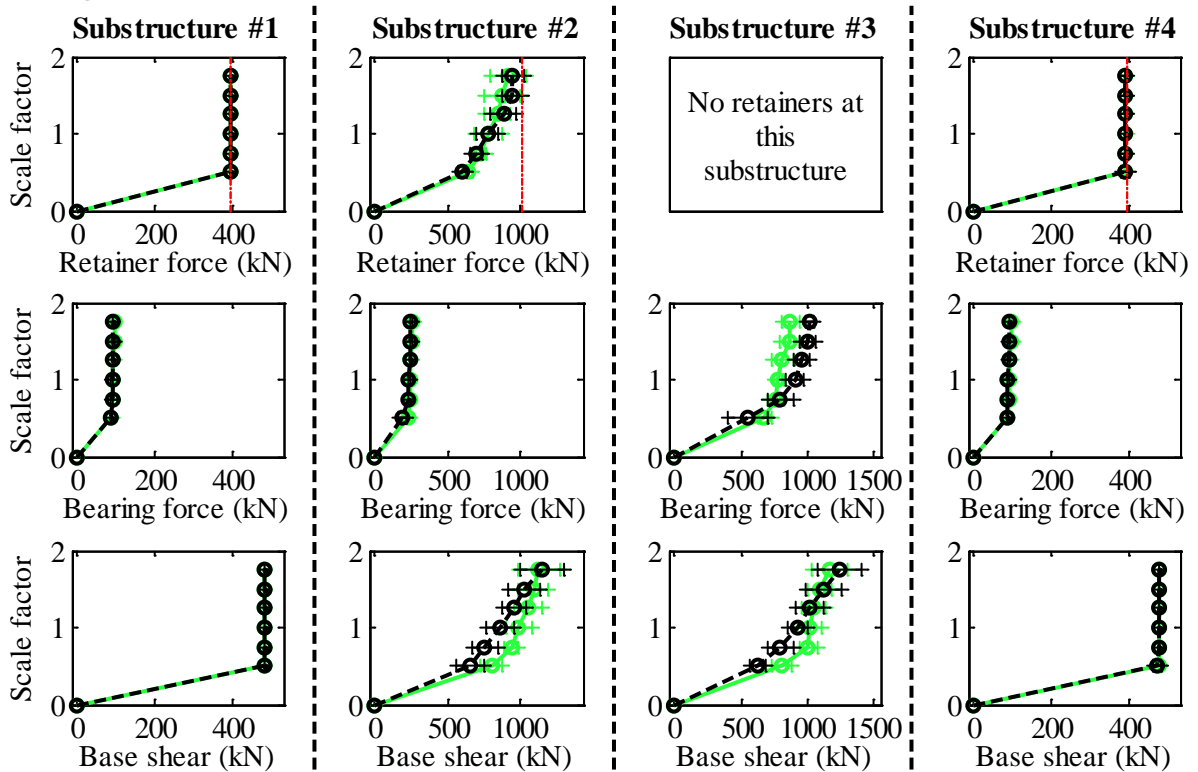 Substructure #1 Substructure #2 Substructure #3 Substructure #4
Scale factor
2
1
0
0 200 400
Retainer force (kN)
2
1
0
0 500 1000
Retainer force (kN)
No retainers at
this
substructure
2
1
0
0 200 400
Retainer force (kN)
Scale factor
2
1
0
0 200 400
Bearing force (kN)
2
1
0
0 500 1000
Bearing force (kN)
2
1
0
0 500 1000 1500
Bearing force (kN)
2
1
0
0 200 400
Bearing force (kN)
Scale factor
2
1
0
0 200 400
Base shear (kN)
2
1
0
0 500 1000
Base shear (kN)
2
1
0
0 500 1000 1500
Base shear (kN)
2
1
0
0 200 400
Base shear (kN)